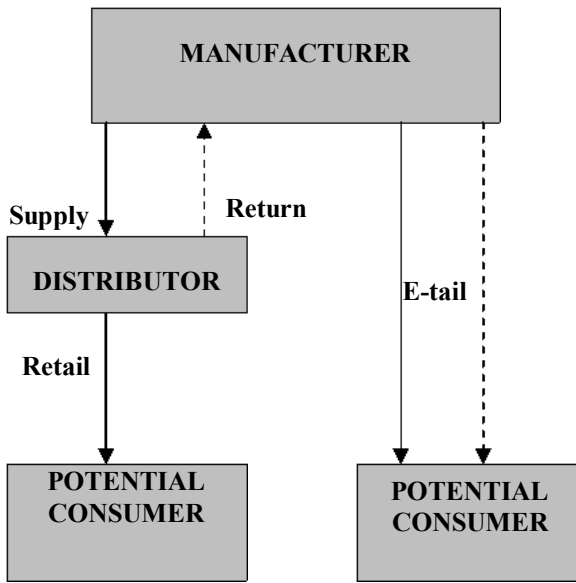 MANUFACTURER
Supply
Return
DISTRIBUTOR
E-tail
Retail
POTENTIAL
CONSUMER
POTENTIAL
CONSUMER